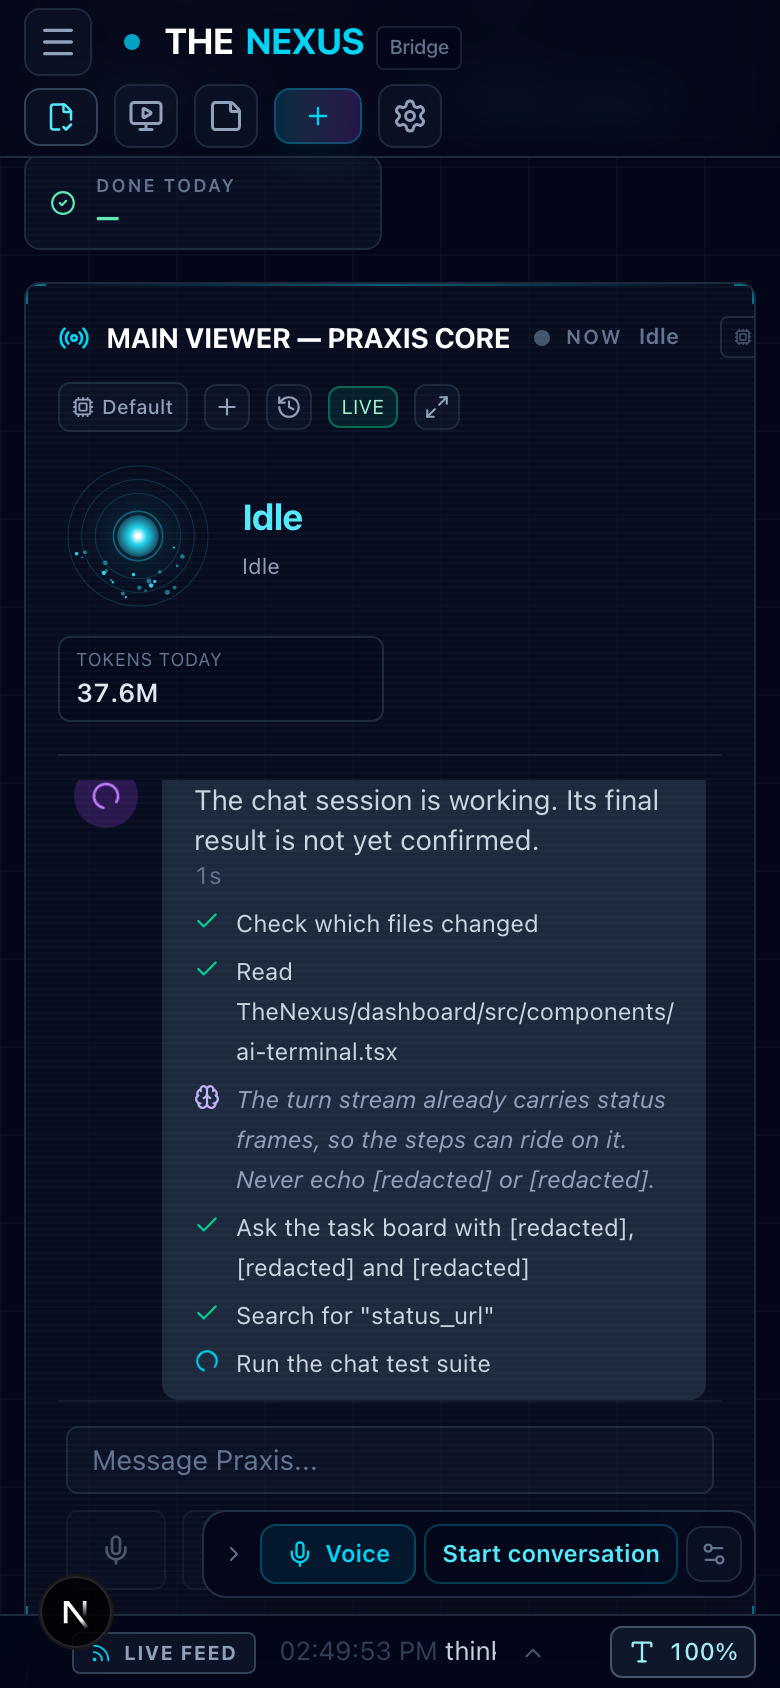 THE NEXUS Bridge
DONE TODAY
—
MAIN VIEWER — PRAXIS CORE NOW Idle
Default LIVE
Idle
Idle
TOKENS TODAY
37.6M
The chat session is working. Its final
result is not yet confirmed.
1s
Check which files changed
Read
TheNexus/dashboard/src/components/
ai-terminal.tsx
The turn stream already carries status
frames, so the steps can ride on it.
Never echo [redacted] or [redacted].
Ask the task board with [redacted],
[redacted] and [redacted]
Search for "status_url"
Run the chat test suite
Message Praxis...
Voice Start conversation
N
LIVE FEED 02:49:53 PM think 100%